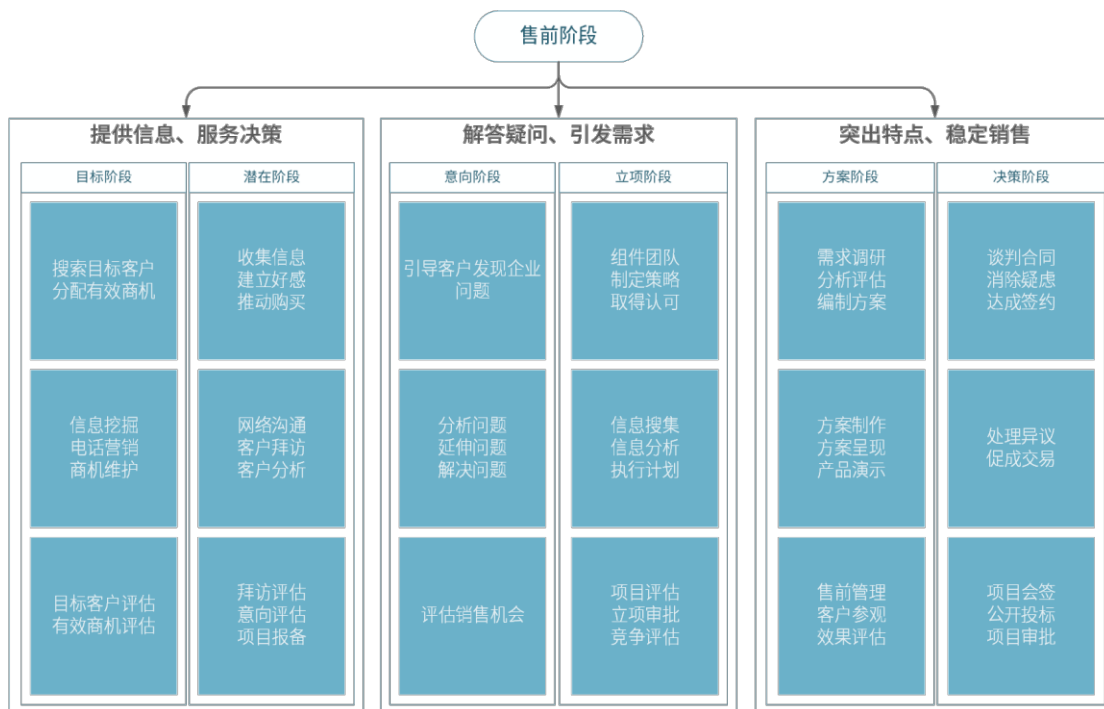 售前阶段
提供信息、服务决策
目标阶段
潜在阶段
搜索目标客户
分配有效商机
收集信息
建立好感
推动购买
信息挖掘
电话营销
商机维护
网络沟通
客户拜访
客户分析
目标客户评估
有效商机评估
拜访评估
意向评估
项目报备
解答疑问、引发需求
意向阶段
立项阶段
引导客户发现企业
问题
组件团队
制定策略
取得认可
分析问题
延伸问题
解决问题
信息搜集
信息分析
执行计划
评估销售机会
项目评估
立项审批
竞争评估
突出特点、稳定销售
方案阶段
决策阶段
需求调研
分析评估
编制方案
谈判合同
消除疑虑
达成签约
方案制作
方案呈现
产品演示
处理异议
促成交易
售前管理
客户参观
效果评估
项目会签
公开投标
项目审批